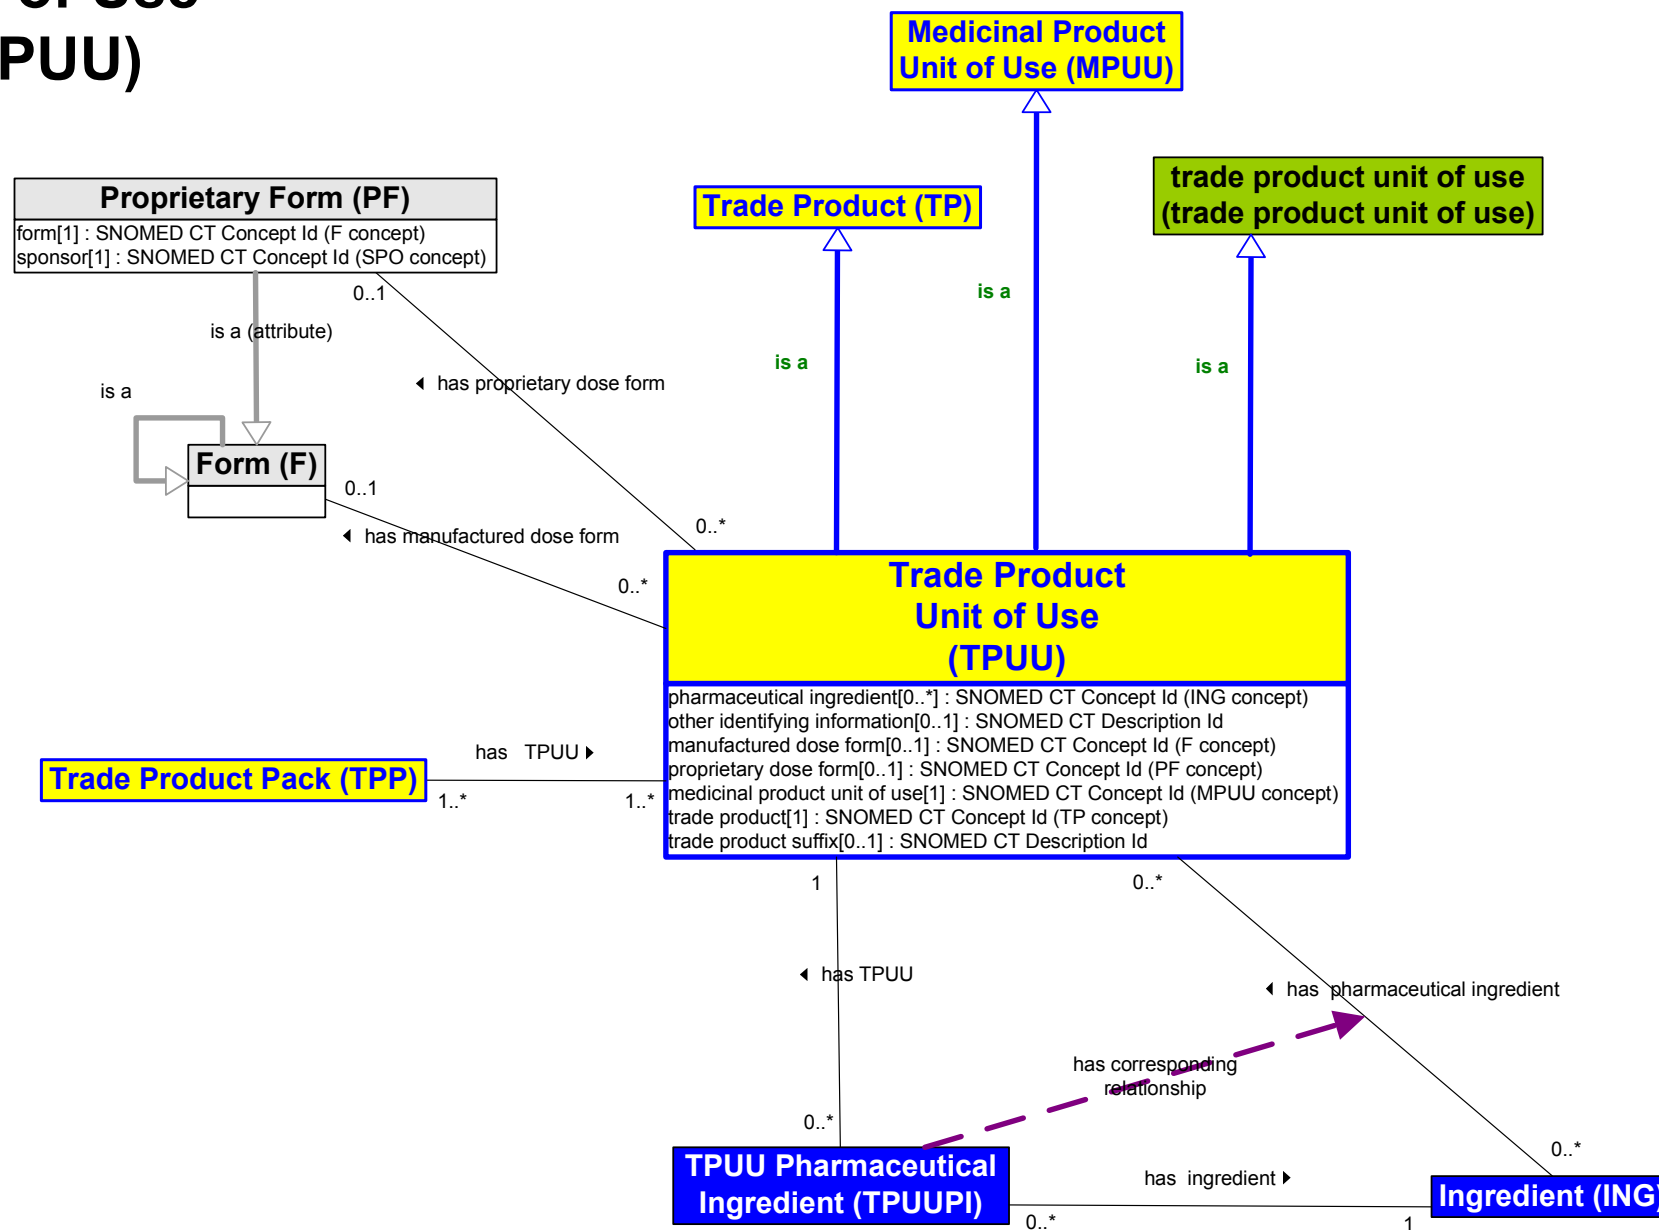 of Use
PUU)
Medicinal Product
Unit of Use (MPUU)
Proprietary Form (PF)
form[1] : SNOMED CT Concept Id (F concept)
sponsor[1] : SNOMED CT Concept Id (SPO concept)
Trade Product (TP)
trade product unit of use
(trade product unit of use)
0..1
is a
is a (attribute)
is a
is a
is a
has proprietary dose form
Form (F)
0..1
0..*
has manufactured dose form
0..*
Trade Product
Unit of Use
(TPUU)
pharmaceutical ingredient[0..*] : SNOMED CT Concept Id (ING concept)
other identifying information[0..1] : SNOMED CT Description Id
manufactured dose form[0..1] : SNOMED CT Concept Id (F concept)
proprietary dose form[0..1] : SNOMED CT Concept Id (PF concept)
medicinal product unit of use[1] : SNOMED CT Concept Id (MPUU concept)
trade product[1] : SNOMED CT Concept Id (TP concept)
trade product suffix[0..1] : SNOMED CT Description Id
has TPUU
Trade Product Pack (TPP)
1..*
1..*
1
0..*
has TPUU
has pharmaceutical ingredient
has corresponding
relationship
0..*
0..*
TPUU Pharmaceutical
Ingredient (TPUUPI)
has ingredient
Ingredient (ING)
0..*
1